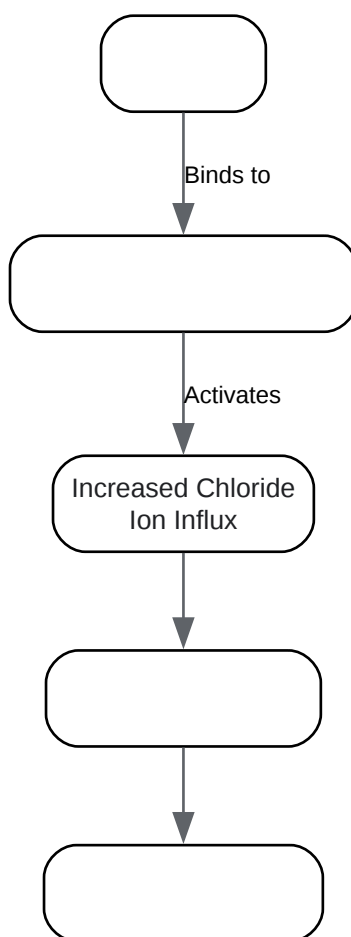 Binds to
Activates
Increased Chloride
Ion Influx